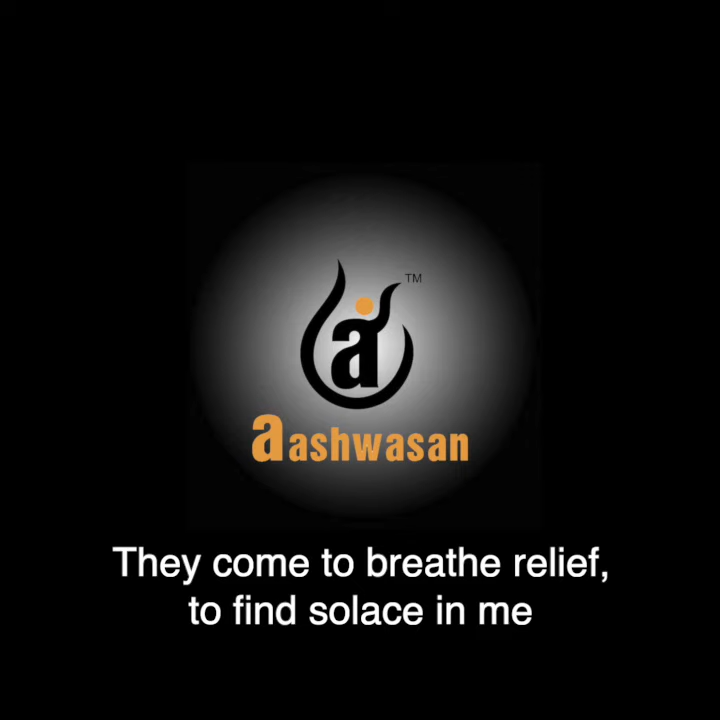 TM
a
aashwasan
They come to breathe relief,
to find solace in me